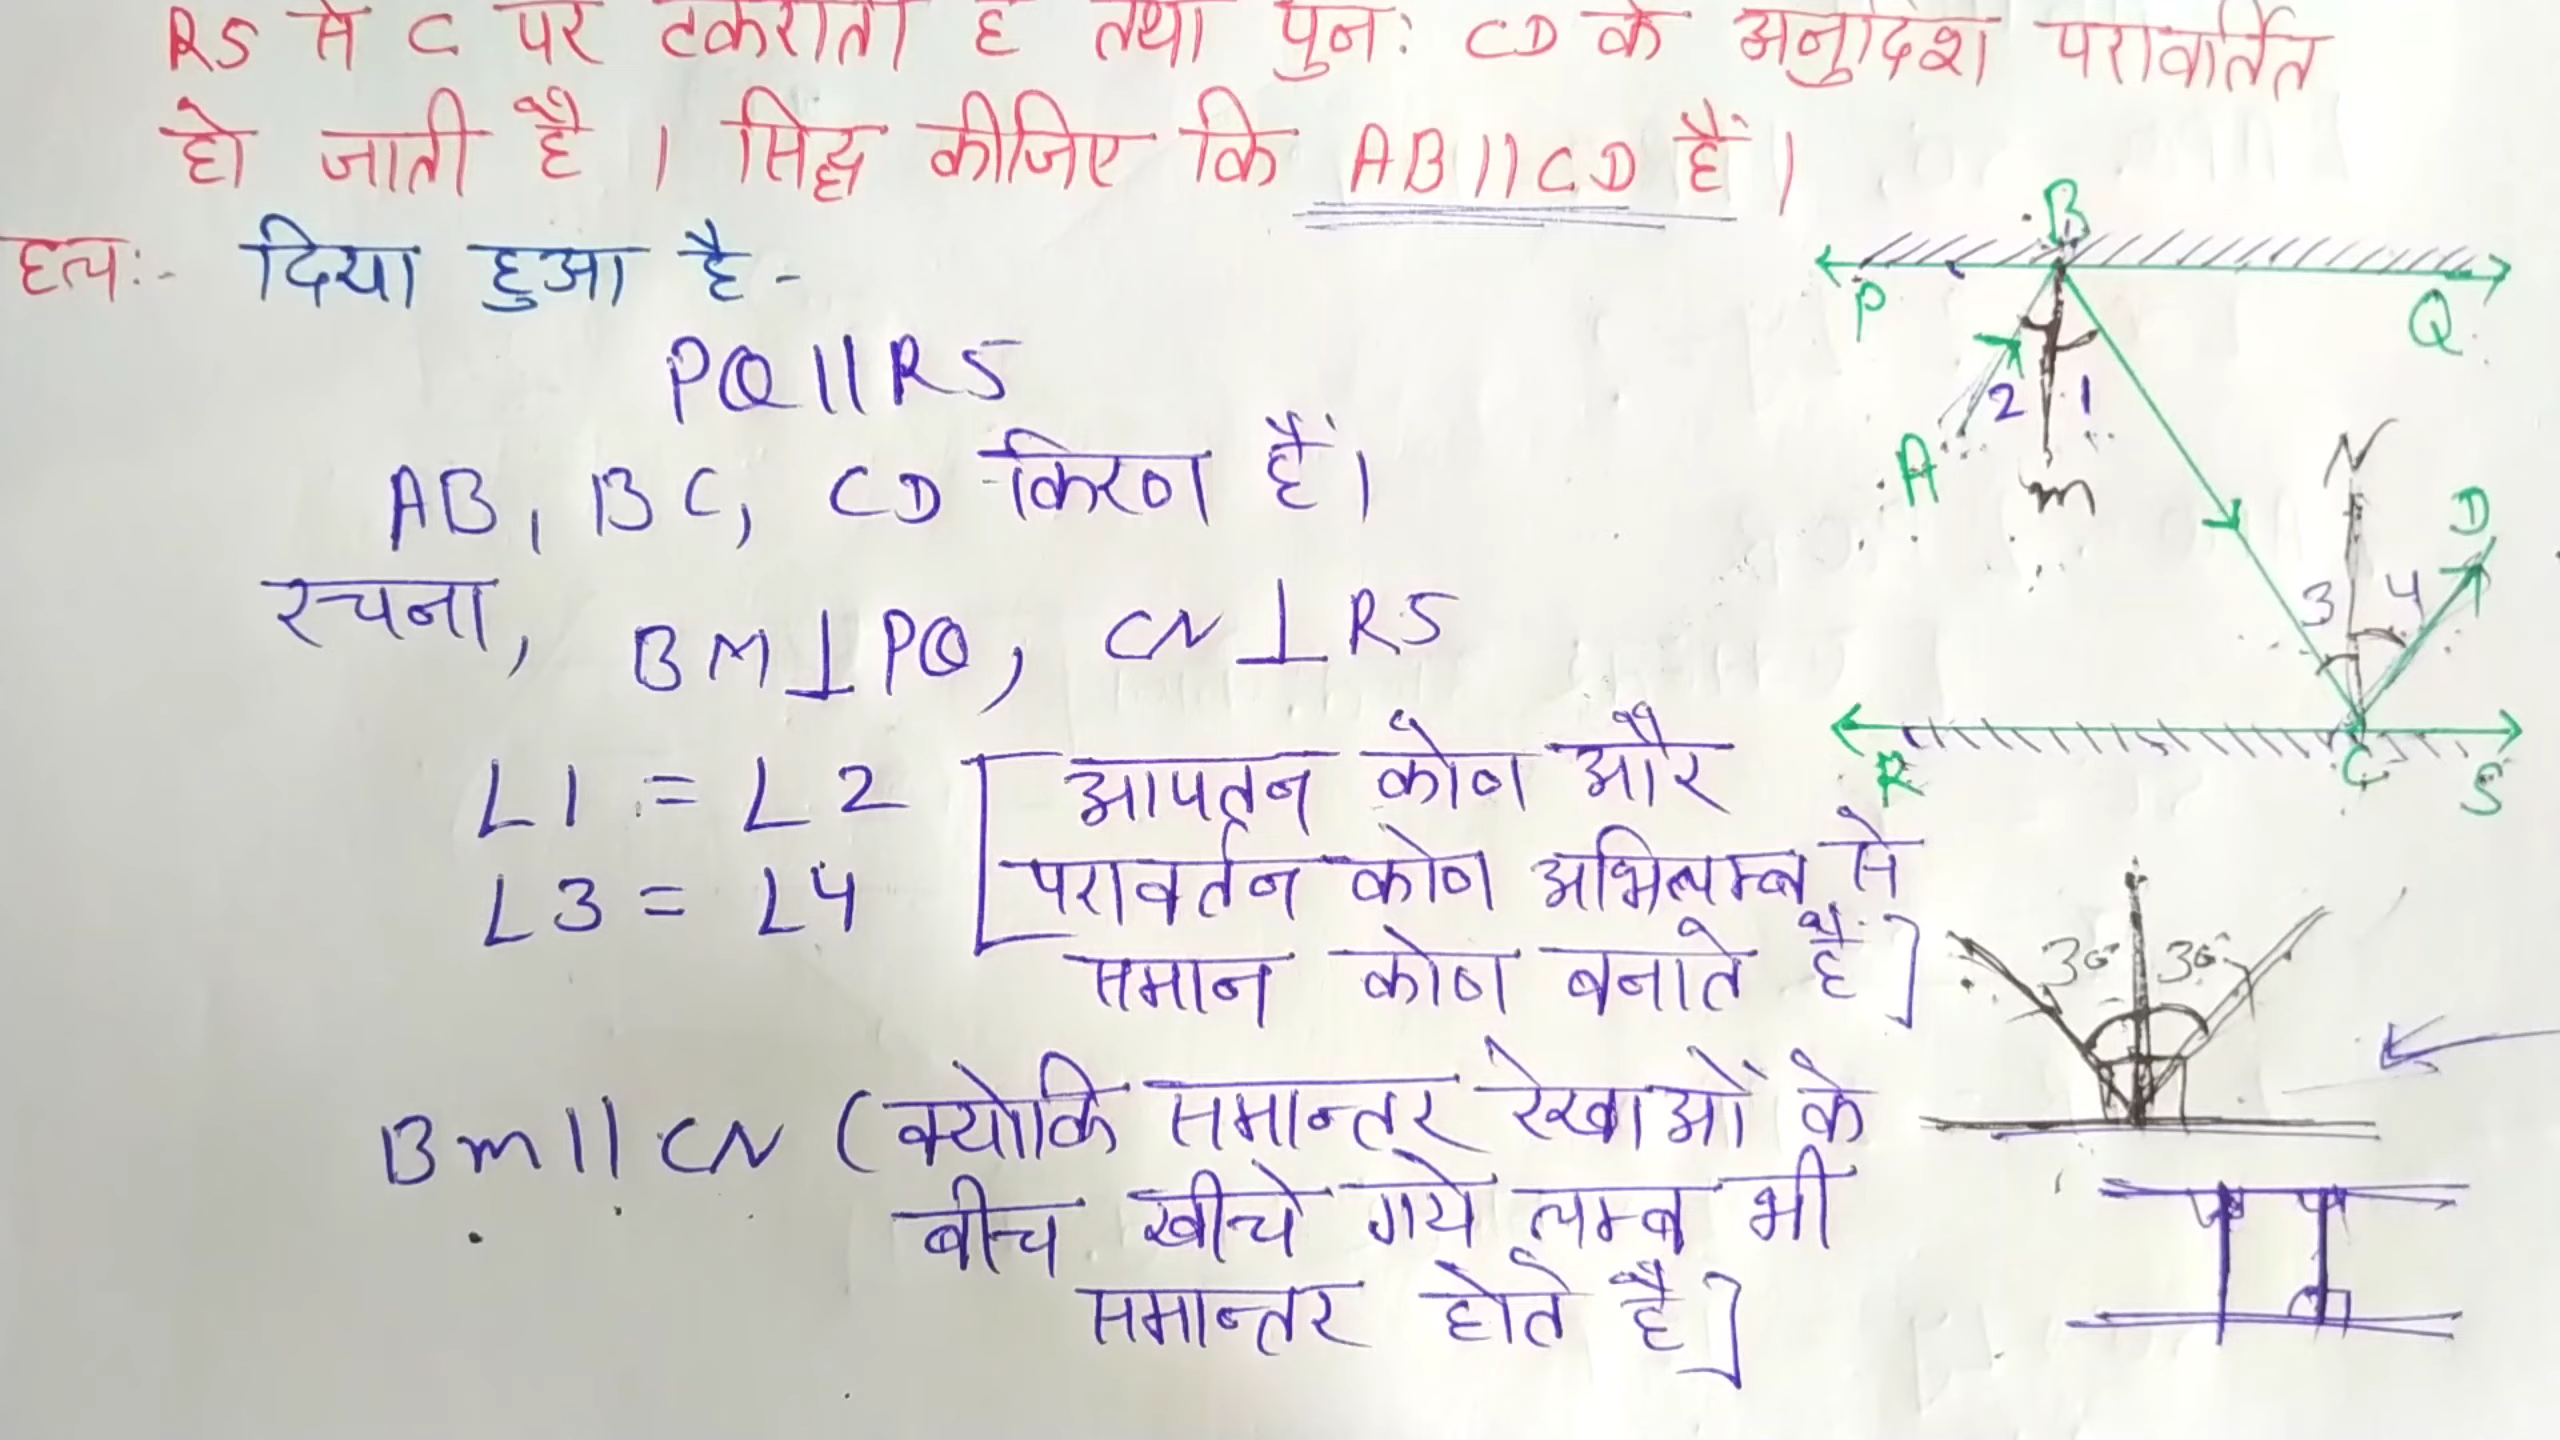 RS से C पर टकराता है तथा पुनः CD के अनुदिश परावर्तित
हो जाती है । सिद्ध कीजिए कि AB||CD हैं ।
हल:- दिया हुआ है -
PQ||RS
AB, BC, CD किरण हैं।
रचना, BM⊥PQ, CN⊥RS
∠1 = ∠2 [आपतन कोण और
∠3 = ∠4 परावर्तन कोण अभिलम्ब से
समान कोण बनाते है]
Bm||CN (क्योकि समान्तर रेखाओं के
बीच खीचे गये लम्ब भी
समान्तर होते है]
B
P
Q
2
1
A
m
N
D
3
4
R
C
S
30°
30°